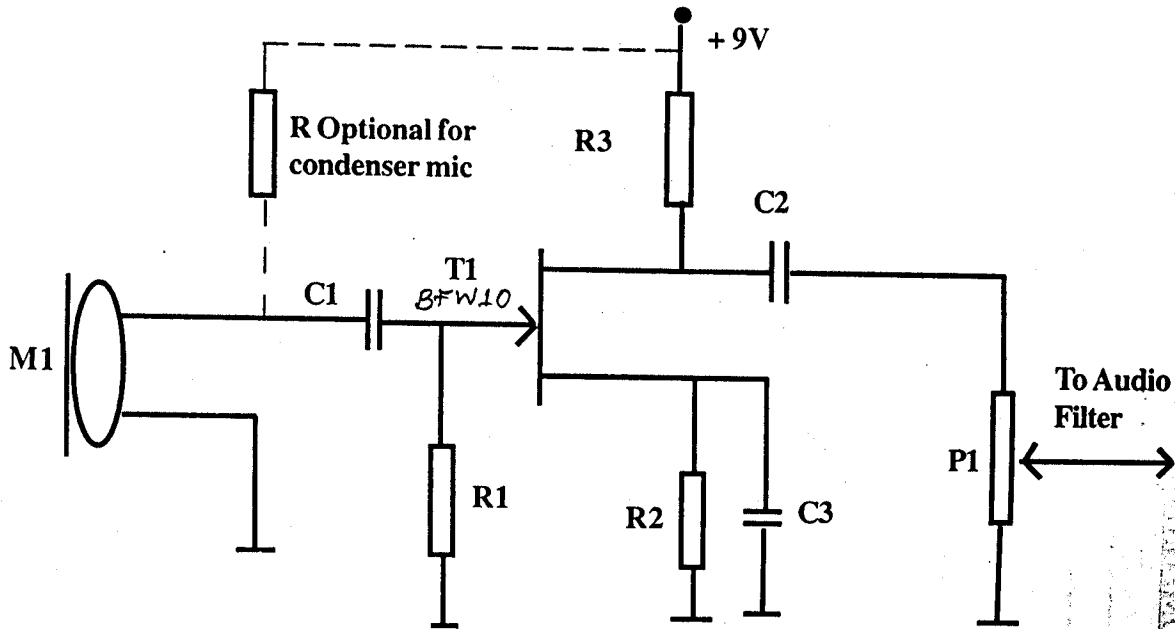 + 9V
R Optional for
condenser mic
R3
C2
T1
BFW10
C1
M1
To Audio
Filter
P1
R1
R2
C3